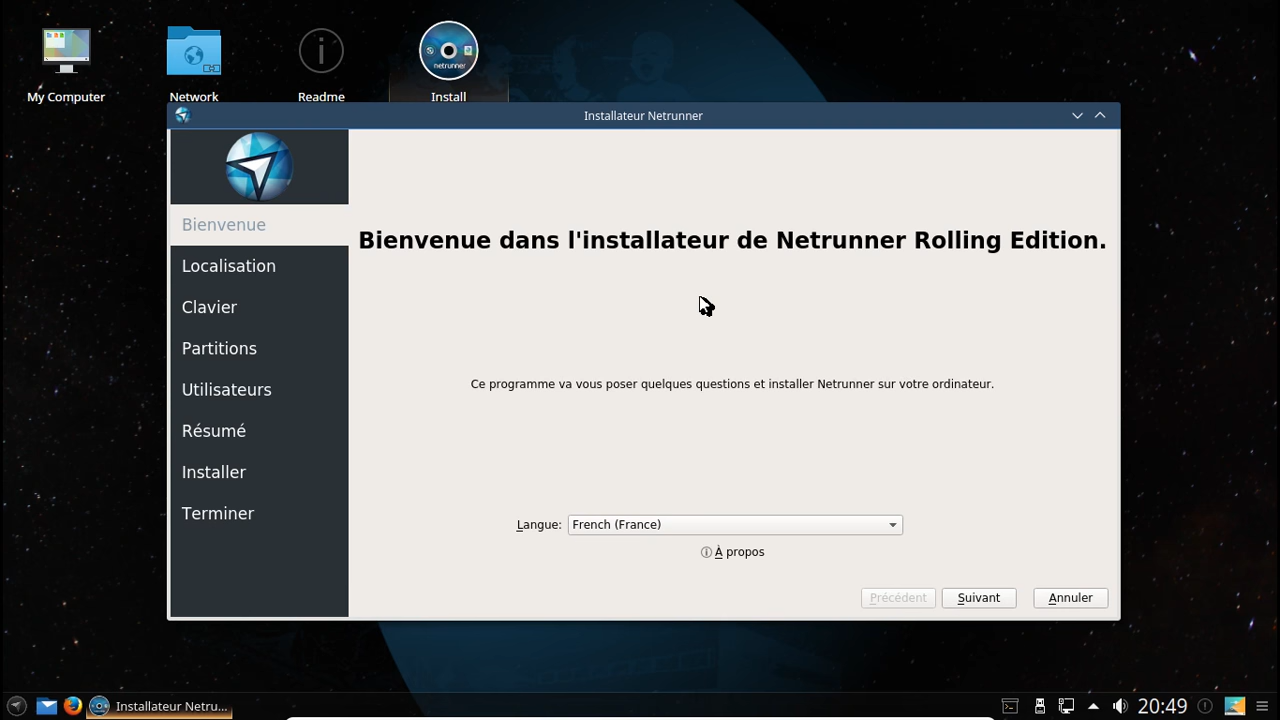 My Computer
Network
Readme
netrunner
Install
Installateur Netrunner
Bienvenue
Localisation
Clavier
Partitions
Utilisateurs
Résumé
Installer
Terminer
Bienvenue dans l'installateur de Netrunner Rolling Edition.
Ce programme va vous poser quelques questions et installer Netrunner sur votre ordinateur.
Langue: French (France)
À propos
Précédent Suivant Annuler
Installateur Netru... 20:49